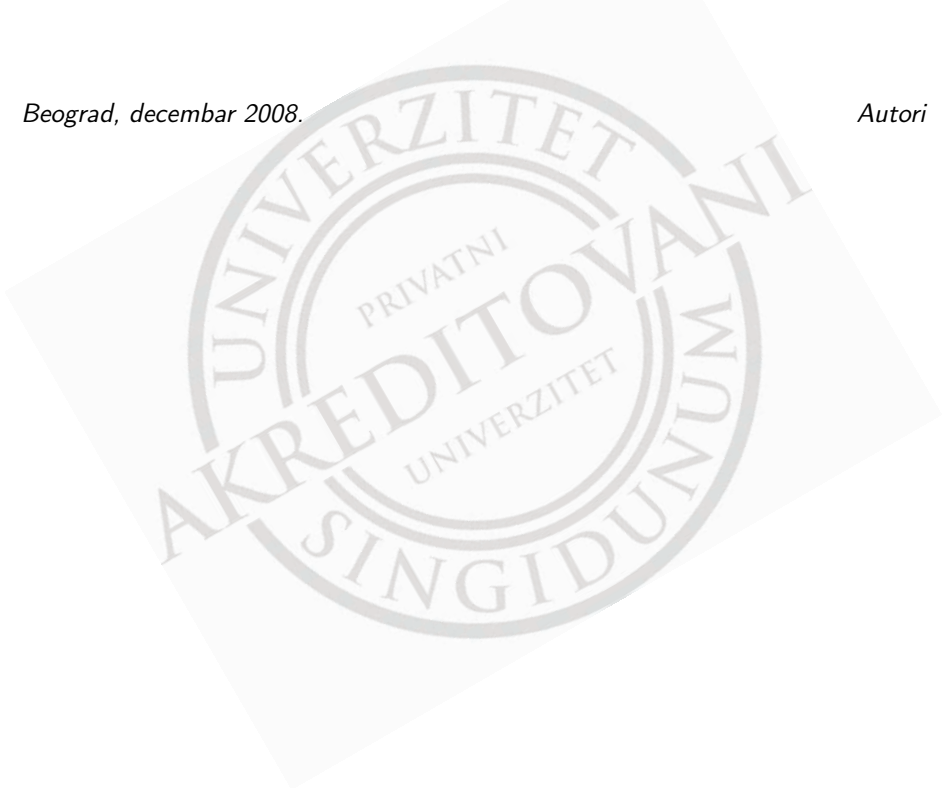 Beograd, decembar 2008. Autori
UNIVERZITET
PRIVATNI
AKREDITOVANI
UNIVERZITET
SINGIDUNUM